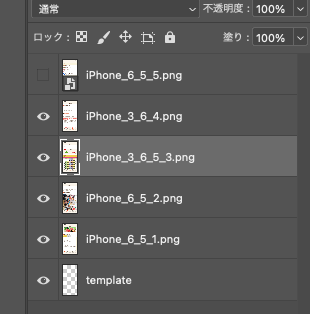 通常 不透明度: 100%
ロック: 塗り: 100%
iPhone_6_5_5.png
iPhone_3_6_4.png
iPhone_3_6_5_3.png
iPhone_6_5_2.png
iPhone_6_5_1.png
template